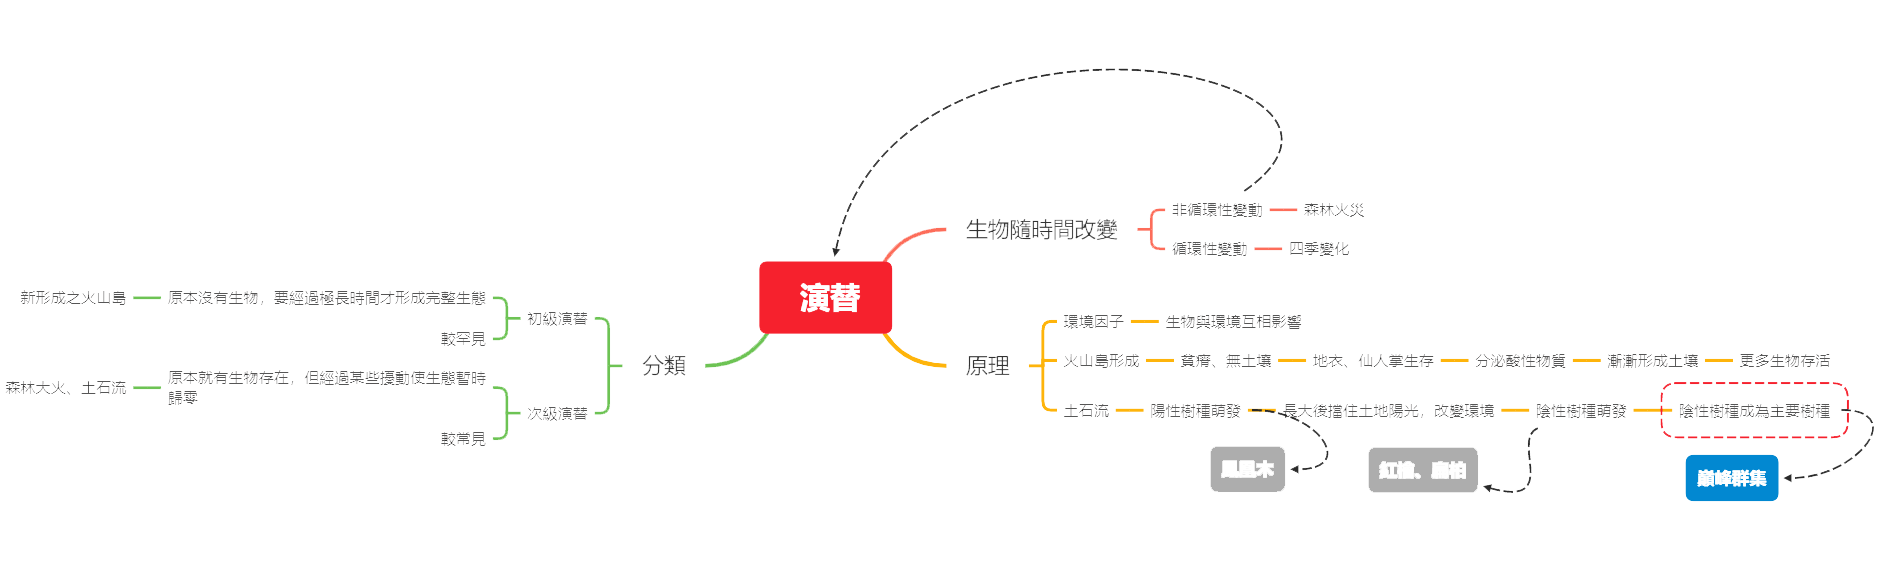 演替
生物隨時間改變
非循環性變動
森林火災
循環性變動
四季變化
原理
環境因子
生物與環境互相影響
火山島形成
貧瘠、無土壤
地衣、仙人掌生存
分泌酸性物質
漸漸形成土壤
更多生物存活
土石流
陽性樹種萌發
長大後擋住土地陽光，改變環境
陰性樹種萌發
陰性樹種成為主要樹種
鳳凰木
紅檜、扁柏
巔峰群集
分類
初級演替
原本沒有生物，要經過極長時間才形成完整生態
新形成之火山島
較罕見
次級演替
原本就有生物存在，但經過某些擾動使生態暫時
歸零
森林大火、土石流
較常見